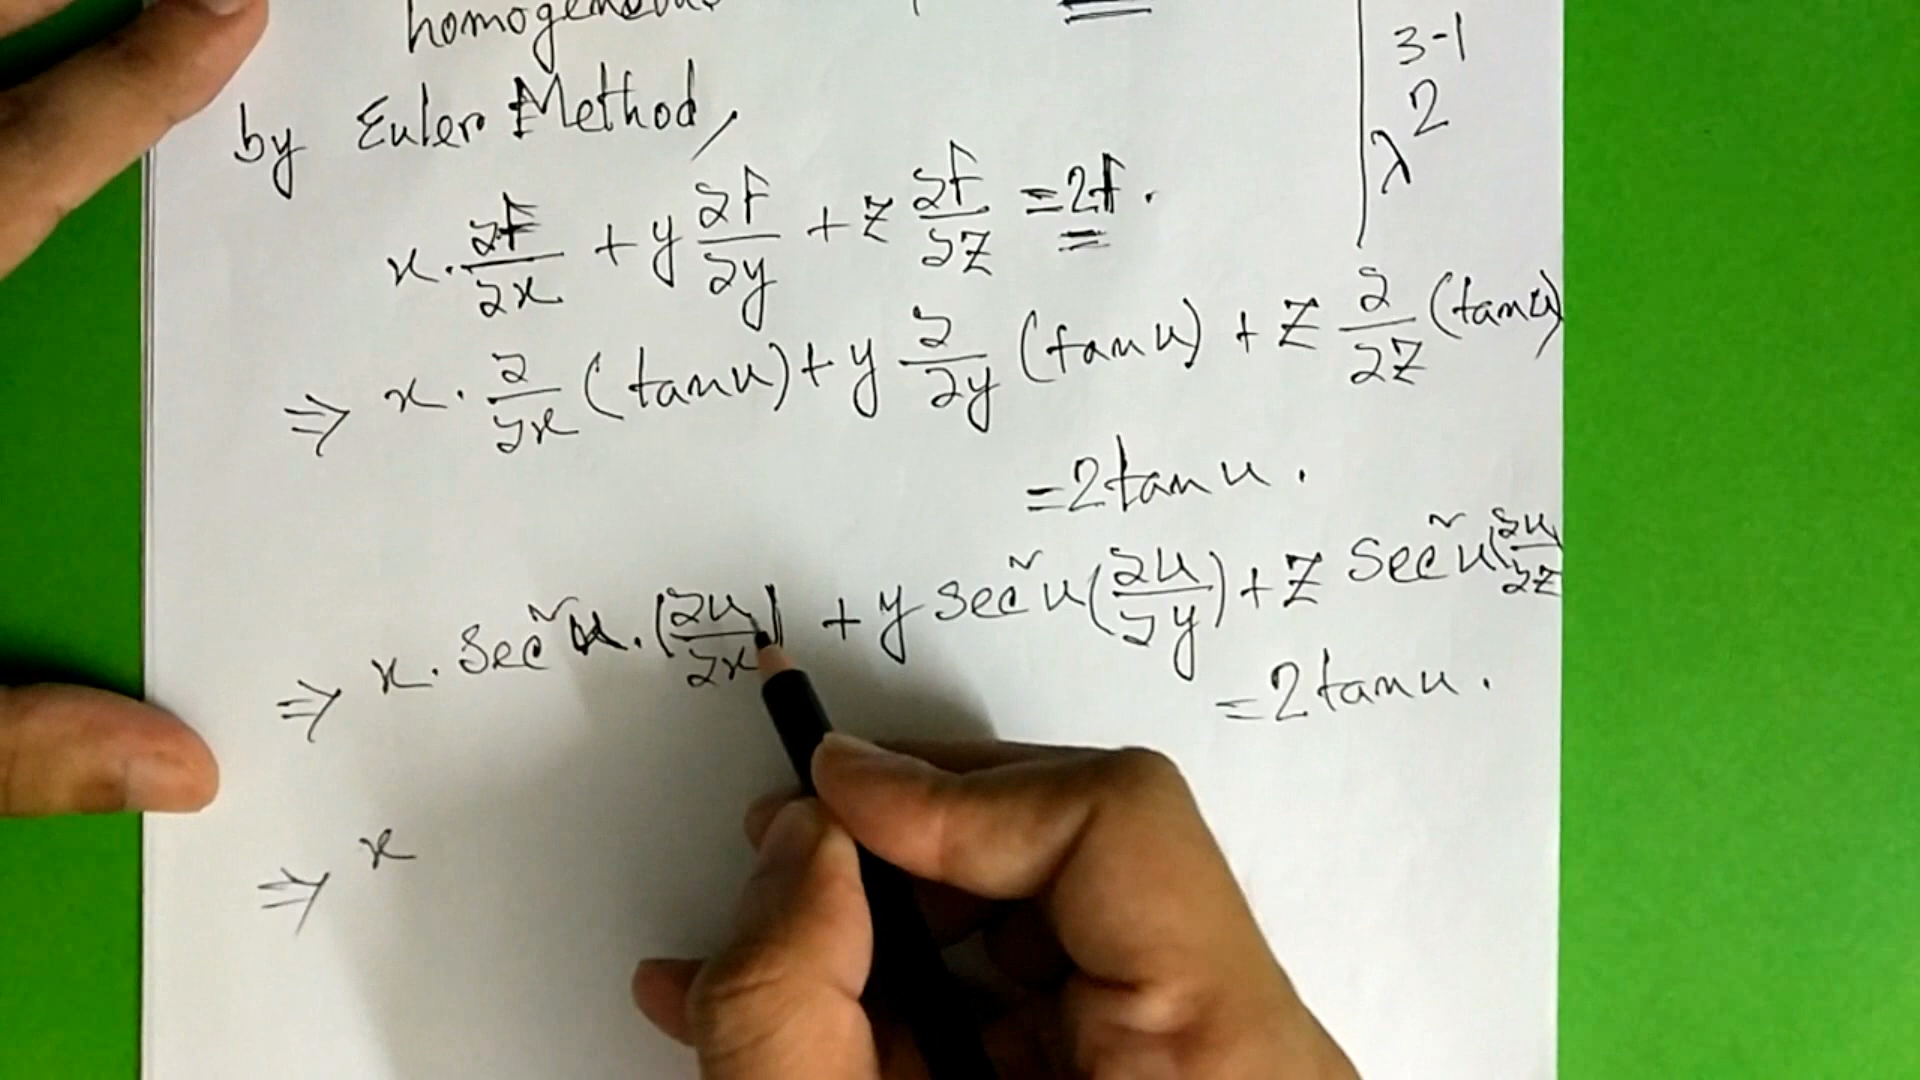 homogeneous
by Euler Method,
x. ∂F/∂x + y ∂F/∂y + z ∂F/∂z = 2F.
⇒ x. ∂/∂x (tan u) + y ∂/∂y (tan u) + z ∂/∂z (tan u)
= 2 tan u.
⇒ x. sec²u. (∂u/∂x) + y sec²u (∂u/∂y) + z sec²u (∂u/∂z
= 2 tan u.
⇒ x
3-1
λ²